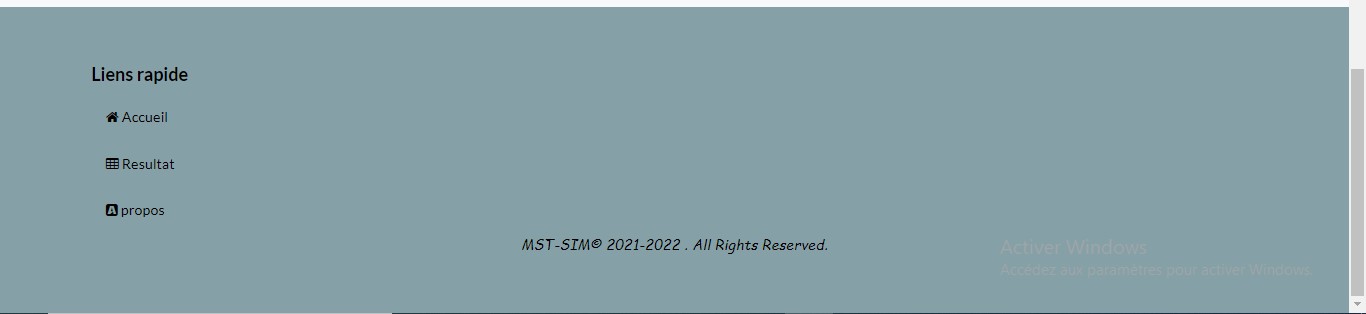 Liens rapide
Accueil
Resultat
A propos
MST-SIM© 2021-2022 . All Rights Reserved.
Activer Windows
Accédez aux paramètres pour activer Windows.